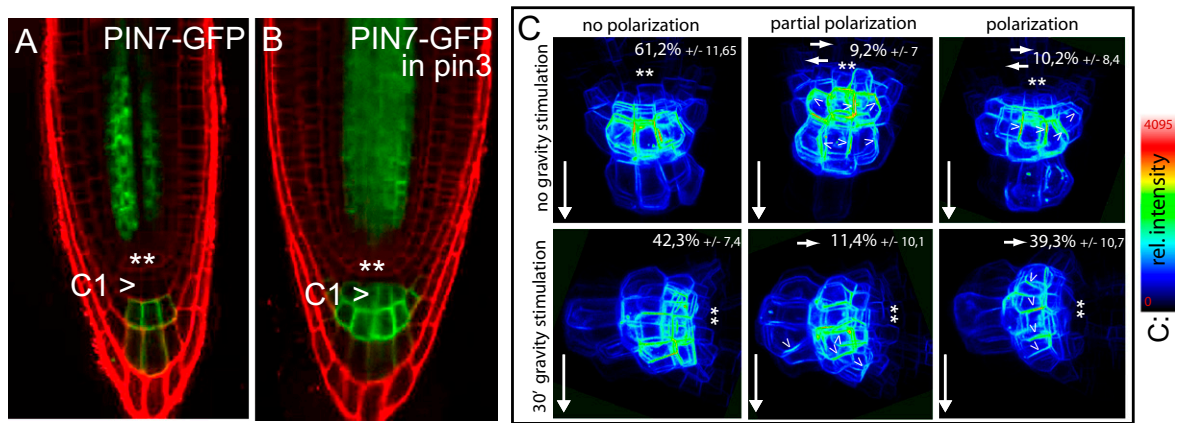 A PIN7-GFP
**
C1 >
B PIN7-GFP
in pin3
**
C1 >
C
no polarization
partial polarization
polarization
no gravity stimulation
61,2% +/- 11,65
**
9,2% +/- 7
**
10,2% +/- 8,4
**
30' gravity stimulation
42,3% +/- 7,4
**
11,4% +/- 10,1
**
39,3% +/- 10,7
**
4095
rel. intensity
0
C: